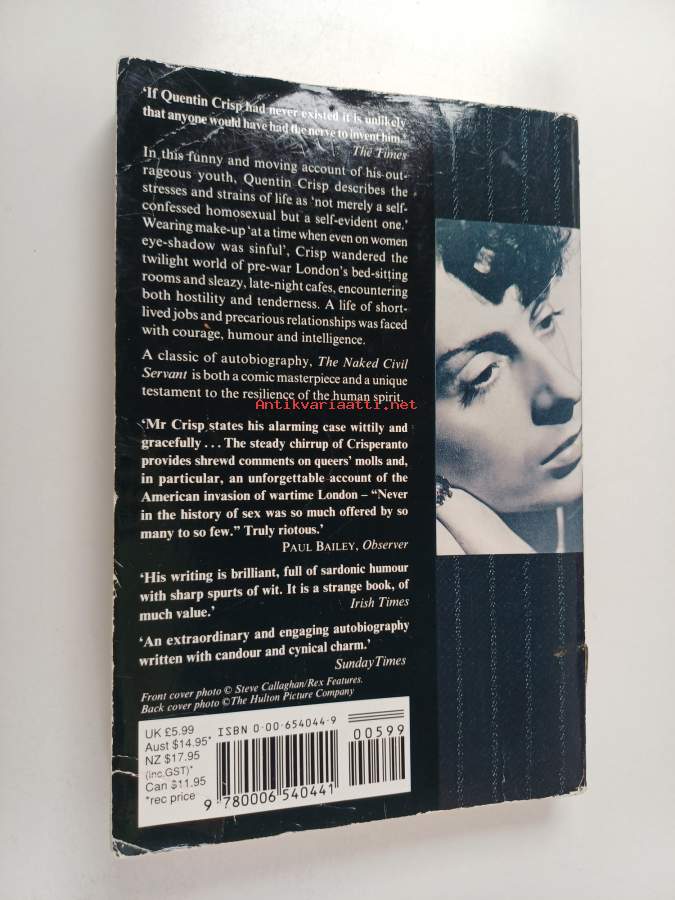 ‘If Quentin Crisp had never existed it is unlikely
that anyone would have had the nerve to invent him.’
The Times
In this funny and moving account of his out-
rageous youth, Quentin Crisp describes the
stresses and strains of life as ‘not merely a self-
confessed homosexual but a self-evident one.’
Wearing make-up ‘at a time when even on women
eye-shadow was sinful’, Crisp wandered the
twilight world of pre-war London’s bed-sitting
rooms and sleazy, late-night cafes, encountering
both hostility and tenderness. A life of short-
lived jobs and precarious relationships was faced
with courage, humour and intelligence.
A classic of autobiography, The Naked Civil
Servant is both a comic masterpiece and a unique
testament to the resilience of the human spirit.
Antikvariaatti.net
‘Mr Crisp states his alarming case wittily and
gracefully . . . The steady chirrup of Crisperanto
provides shrewd comments on queers’ molls and,
in particular, an unforgettable account of the
American invasion of wartime London – “Never
in the history of sex was so much offered by so
many to so few.” Truly riotous.’
PAUL BAILEY, Observer
‘His writing is brilliant, full of sardonic humour
with sharp spurts of wit. It is a strange book, of
much value.’ Irish Times
‘An extraordinary and engaging autobiography
written with candour and cynical charm.’
Sunday Times
Front cover photo © Steve Callaghan/Rex Features.
Back cover photo © The Hulton Picture Company
UK £5.99
Aust $14.95*
NZ $17.95
(inc.GST)*
Can $11.95
*rec price
ISBN 0-00-654044-9
00599
9 780006 540441